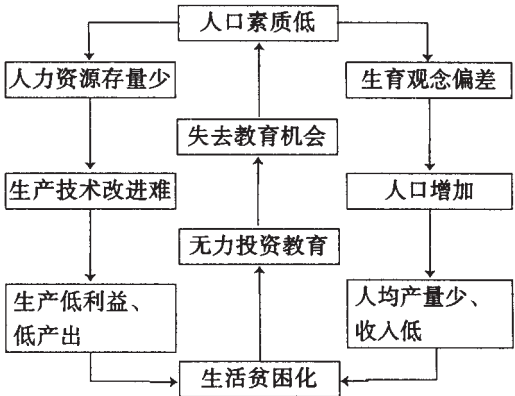 人口素质低
人力资源存量少
生育观念偏差
失去教育机会
生产技术改进难
人口增加
无力投资教育
生产低利益、
低产出
人均产量少、
收入低
生活贫困化